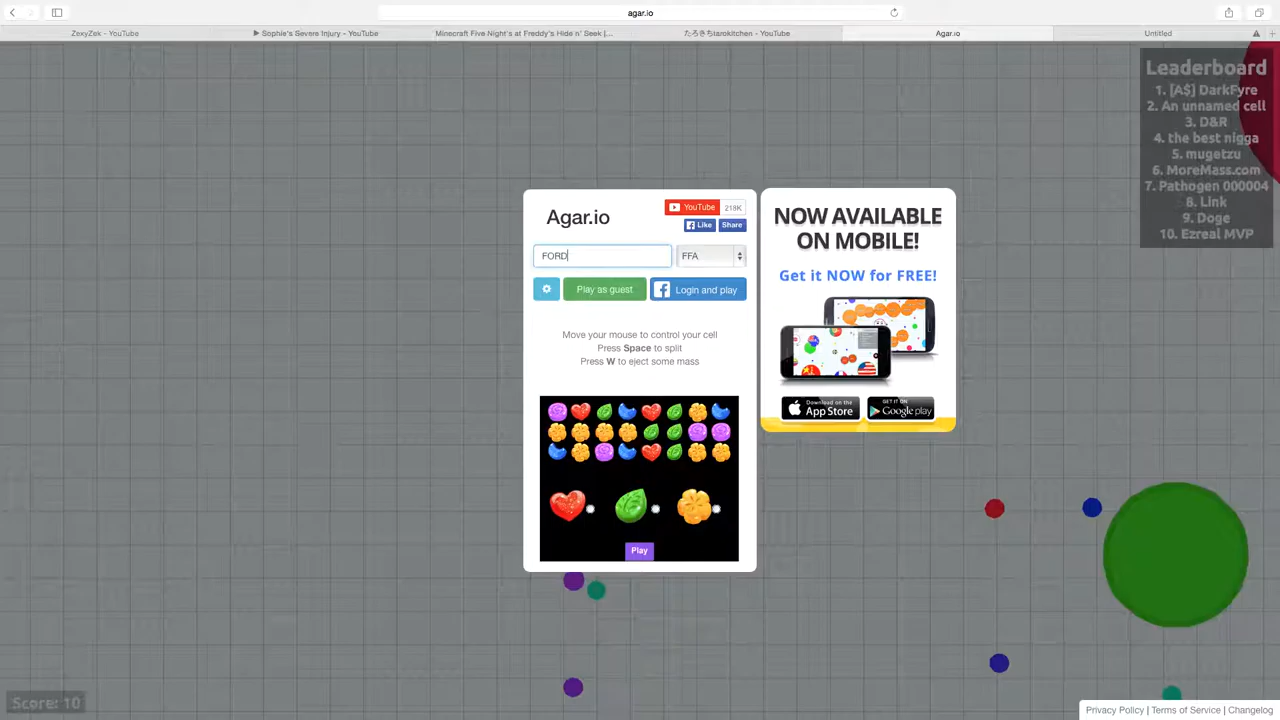 agar.io
ZexyZek - YouTube
▶ Sophie's Severe Injury - YouTube
Minecraft Five Night's at Freddy's Hide n' Seek |...
たろきちtarokitchen - YouTube
Agar.io
Untitled
Leaderboard
1. [A$] DarkFyre
2. An unnamed cell
3. D&R
4. the best nigga
5. mugetzu
6. MoreMass.com
7. Pathogen 000004
8. Link
9. Doge
10. Ezreal MVP
Agar.io
YouTube 218K
Like Share
FORD
FFA
Play as guest
Login and play
Move your mouse to control your cell
Press Space to split
Press W to eject some mass
Play
NOW AVAILABLE
ON MOBILE!
Get it NOW for FREE!
Download on the
App Store
GET IT ON
Google play
Score: 10
Privacy Policy | Terms of Service | Changelog